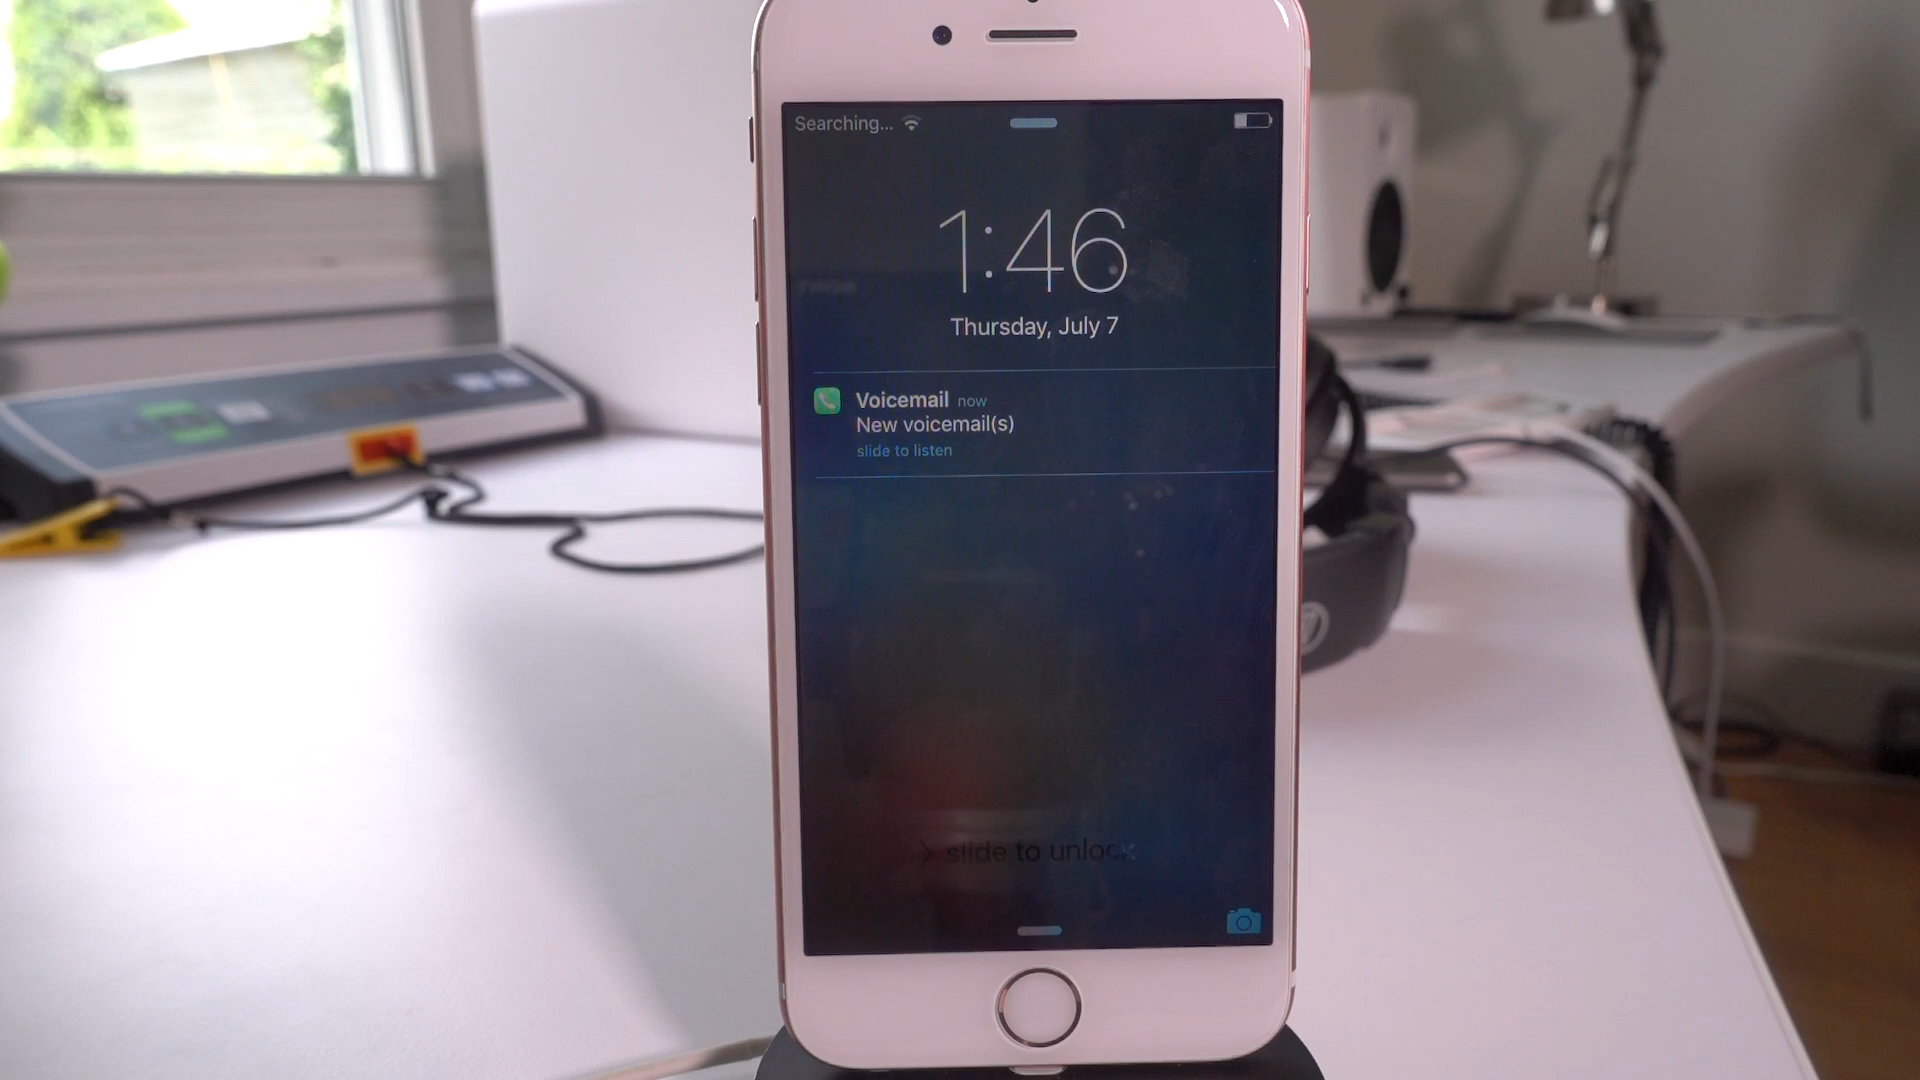 Searching...
1:46
Thursday, July 7
Voicemail now
New voicemail(s)
slide to listen
> slide to unlock